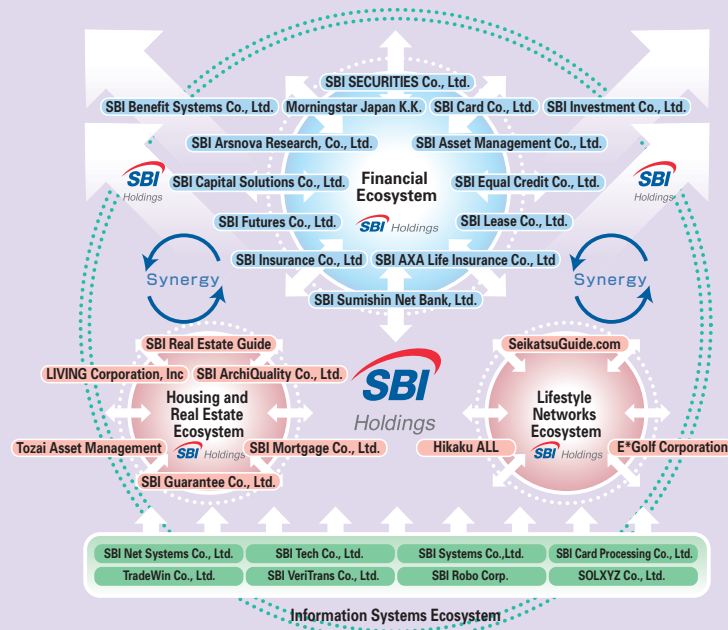 SBI SECURITIES Co., Ltd.
SBI Benefit Systems Co., Ltd.
Morningstar Japan K.K.
SBI Card Co., Ltd.
SBI Investment Co., Ltd.
SBI Arsnova Research, Co., Ltd.
SBI Asset Management Co., Ltd.
SBI
Holdings
SBI Capital Solutions Co., Ltd.
Financial
Ecosystem
SBI Holdings
SBI Equal Credit Co., Ltd.
SBI
Holdings
SBI Futures Co., Ltd.
SBI Lease Co., Ltd.
SBI Insurance Co., Ltd
SBI AXA Life Insurance Co., Ltd
Synergy
Synergy
SBI Sumishin Net Bank, Ltd.
SBI Real Estate Guide
SeikatsuGuide.com
LIVING Corporation, Inc
SBI ArchiQuality Co., Ltd.
SBI
Holdings
Housing and
Real Estate
Ecosystem
SBI Holdings
Lifestyle
Networks
Ecosystem
SBI Holdings
Tozai Asset Management
SBI Mortgage Co., Ltd.
Hikaku ALL
E*Golf Corporation
SBI Guarantee Co., Ltd.
SBI Net Systems Co., Ltd.
SBI Tech Co., Ltd.
SBI Systems Co.,Ltd.
SBI Card Processing Co., Ltd.
TradeWin Co., Ltd.
SBI VeriTrans Co., Ltd.
SBI Robo Corp.
SOLXYZ Co., Ltd.
Information Systems Ecosystem